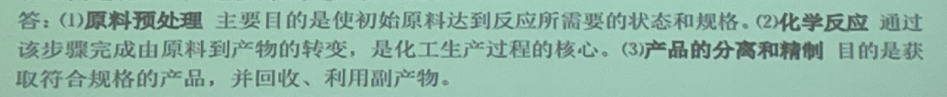 答：⑴原料预处理 主要目的是使初始原料达到反应所需要的状态和规格。⑵化学反应 通过
该步骤完成由原料到产物的转变，是化工生产过程的核心。⑶产品的分离和精制 目的是获
取符合规格的产品，并回收、利用副产物。